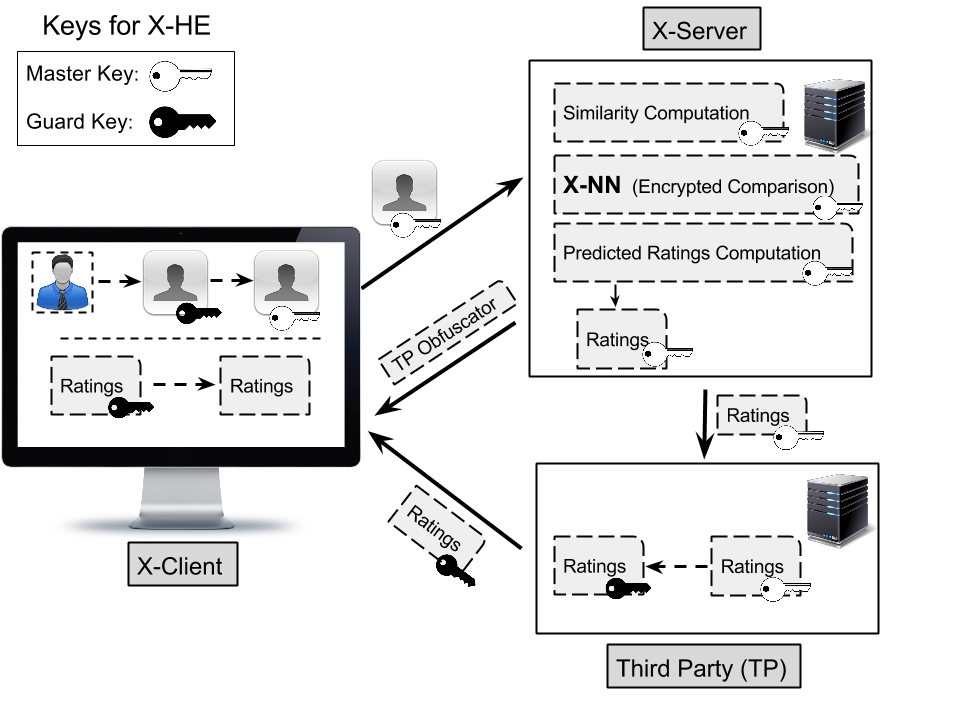 Keys for X-HE
Master Key:
Guard Key:
X-Server
Similarity Computation
X-NN (Encrypted Comparison)
Predicted Ratings Computation
Ratings
TP Obfuscator
Ratings Ratings
X-Client
Ratings
Ratings
Ratings Ratings
Third Party (TP)